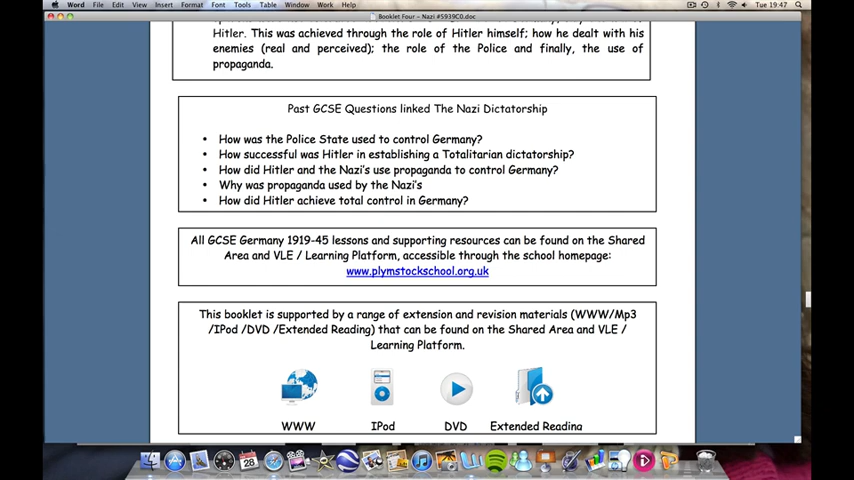 Word File Edit View Insert Format Font Tools Table Window Work Help
Tue 19:47
Booklet Four – Nazi #5939C0.doc
Hitler. This was achieved through the role of Hitler himself; how he dealt with his
enemies (real and perceived); the role of the Police and finally, the use of
propaganda.
Past GCSE Questions linked The Nazi Dictatorship
• How was the Police State used to control Germany?
• How successful was Hitler in establishing a Totalitarian dictatorship?
• How did Hitler and the Nazi's use propaganda to control Germany?
• Why was propaganda used by the Nazi's
• How did Hitler achieve total control in Germany?
All GCSE Germany 1919-45 lessons and supporting resources can be found on the Shared
Area and VLE / Learning Platform, accessible through the school homepage:
www.plymstockschool.org.uk
This booklet is supported by a range of extension and revision materials (WWW/Mp3
/IPod /DVD /Extended Reading) that can be found on the Shared Area and VLE /
Learning Platform.
WWW IPod DVD Extended Reading
28